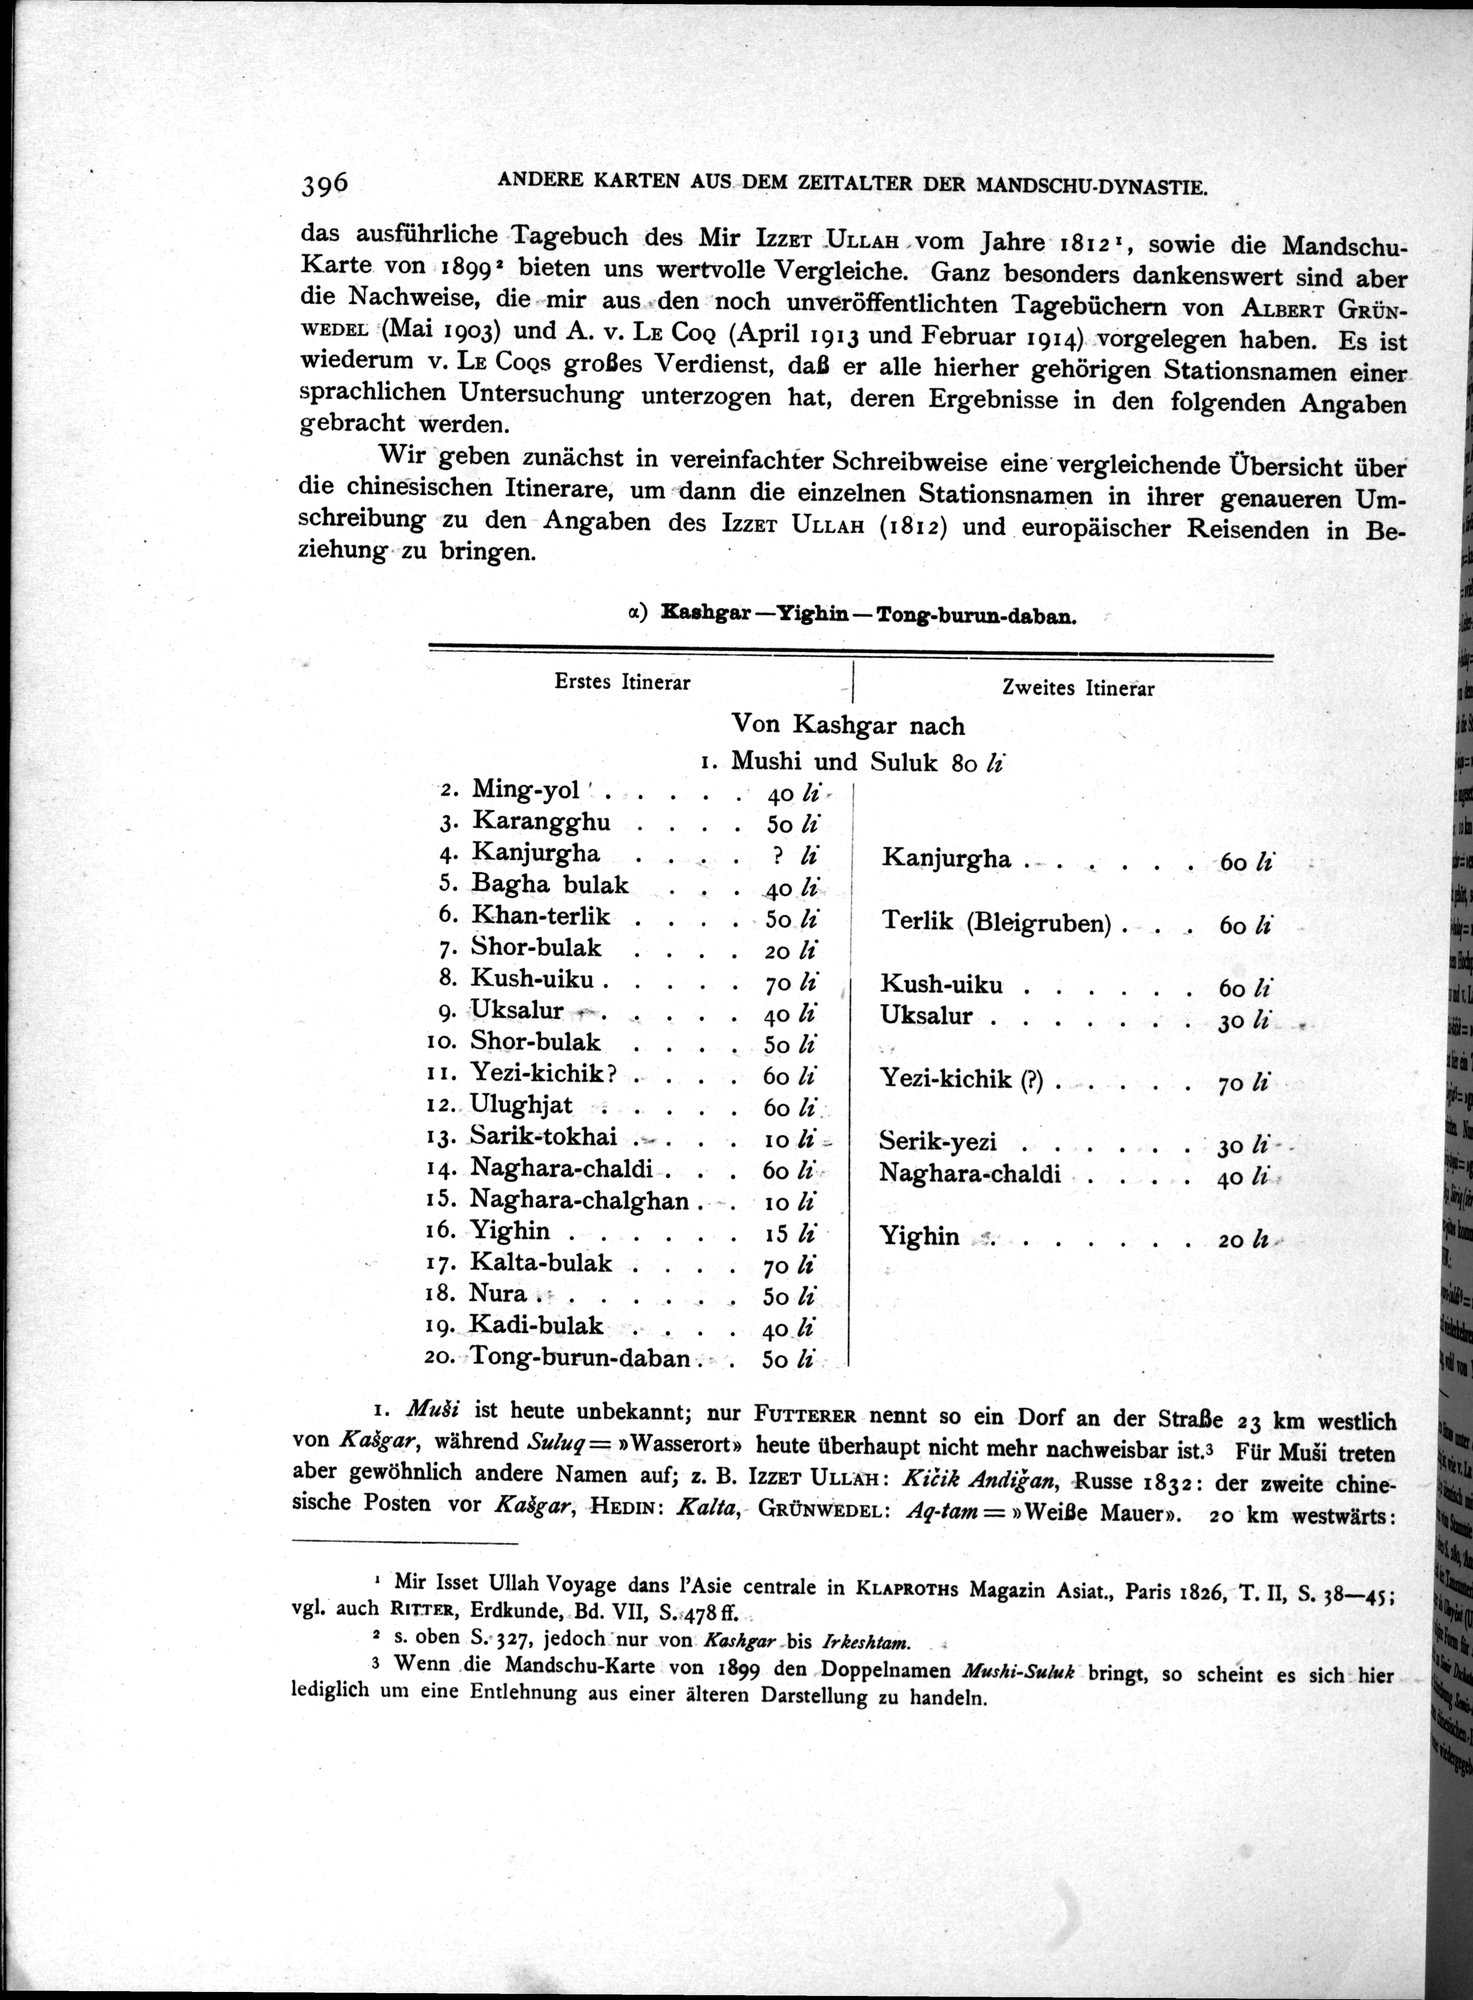 396 ANDERE KARTEN AUS DEM ZEITALTER DER MANDSCHU-DYNASTIE.
das ausführliche Tagebuch des Mir Izzet Ullah vom Jahre 1812¹, sowie die Mandschu-
Karte von 1899² bieten uns wertvolle Vergleiche. Ganz besonders dankenswert sind aber
die Nachweise, die mir aus den noch unveröffentlichten Tagebüchern von Albert Grün-
wedel (Mai 1903) und A. v. Le Coq (April 1913 und Februar 1914) vorgelegen haben. Es ist
wiederum v. Le Coqs großes Verdienst, daß er alle hierher gehörigen Stationsnamen einer
sprachlichen Untersuchung unterzogen hat, deren Ergebnisse in den folgenden Angaben
gebracht werden.
Wir geben zunächst in vereinfachter Schreibweise eine vergleichende Übersicht über
die chinesischen Itinerare, um dann die einzelnen Stationsnamen in ihrer genaueren Um-
schreibung zu den Angaben des Izzet Ullah (1812) und europäischer Reisenden in Be-
ziehung zu bringen.
α) Kashgar—Yighin—Tong-burun-daban.
Erstes Itinerar Zweites Itinerar
Von Kashgar nach
1. Mushi und Suluk 80 li
2. Ming-yol . . . . . 40 li
3. Karangghu . . . . 50 li
4. Kanjurgha . . . . ? li Kanjurgha . . . . . . 60 li
5. Bagha bulak . . . 40 li
6. Khan-terlik . . . . 50 li Terlik (Bleigruben) . . . 60 li
7. Shor-bulak . . . . 20 li
8. Kush-uiku . . . . . 70 li Kush-uiku . . . . . . 60 li
9. Uksalur . . . . . 40 li Uksalur . . . . . . . 30 li
10. Shor-bulak . . . . 50 li
11. Yezi-kichik? . . . . 60 li Yezi-kichik (?) . . . . . 70 li
12. Ulughjat . . . . . 60 li
13. Sarik-tokhai . . . . 10 li Serik-yezi . . . . . . 30 li
14. Naghara-chaldi . . . 60 li Naghara-chaldi . . . . 40 li
15. Naghara-chalghan . . 10 li
16. Yighin . . . . . . 15 li Yighin . . . . . . . 20 li
17. Kalta-bulak . . . . 70 li
18. Nura . . . . . . . 50 li
19. Kadi-bulak . . . . 40 li
20. Tong-burun-daban . . 50 li
1. Muši ist heute unbekannt; nur Futterer nennt so ein Dorf an der Straße 23 km westlich
von Kašgar, während Suluq = »Wasserort» heute überhaupt nicht mehr nachweisbar ist.³ Für Muši treten
aber gewöhnlich andere Namen auf; z. B. Izzet Ullah: Kičik Andiǧan, Russe 1832: der zweite chine-
sische Posten vor Kašgar, Hedin: Kalta, Grünwedel: Aq-tam = »Weiße Mauer». 20 km westwärts:
¹ Mir Isset Ullah Voyage dans l'Asie centrale in Klaproths Magazin Asiat., Paris 1826, T. II, S. 38—45;
vgl. auch Ritter, Erdkunde, Bd. VII, S. 478 ff.
² s. oben S. 327, jedoch nur von Kashgar bis Irkeshtam.
³ Wenn die Mandschu-Karte von 1899 den Doppelnamen Mushi-Suluk bringt, so scheint es sich hier
lediglich um eine Entlehnung aus einer älteren Darstellung zu handeln.